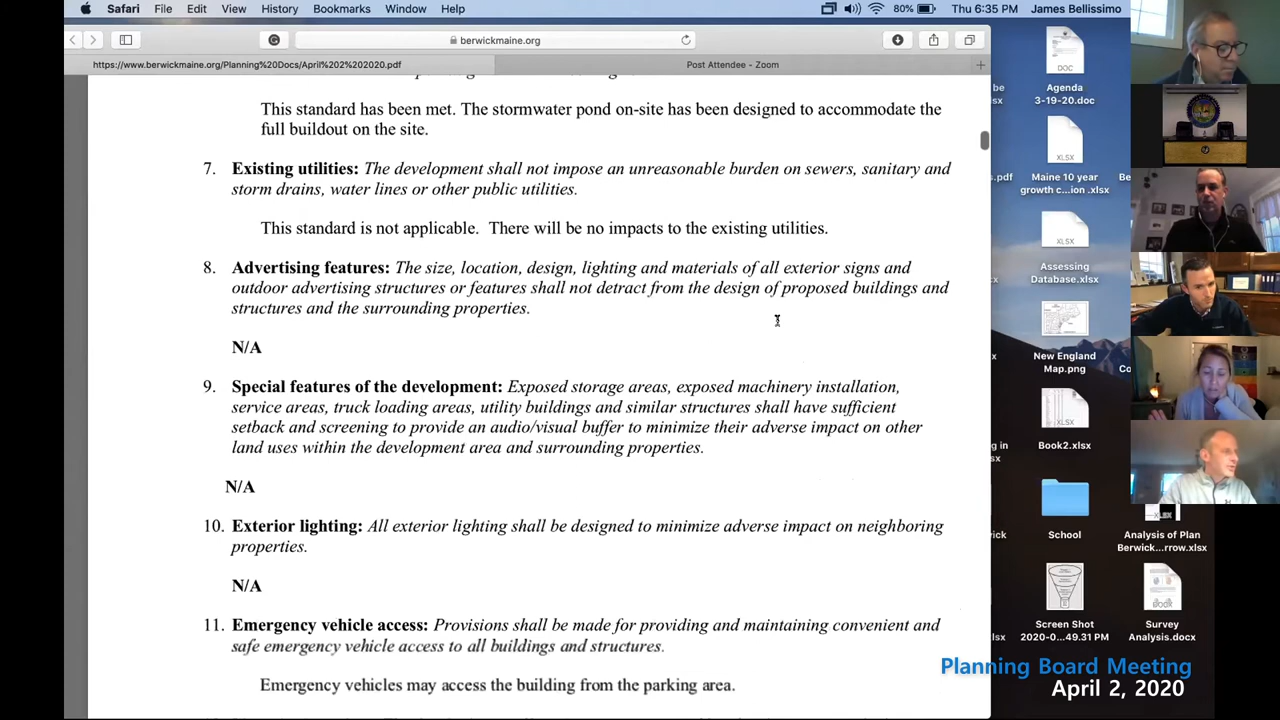 Safari File Edit View History Bookmarks Window Help
80% Thu 6:35 PM James Bellissimo
berwickmaine.org
https://www.berwickmaine.org/Planning%20Docs/April%202%202020.pdf
Post Attendee - Zoom
This standard has been met. The stormwater pond on-site has been designed to accommodate the
full buildout on the site.
7. Existing utilities: The development shall not impose an unreasonable burden on sewers, sanitary and
storm drains, water lines or other public utilities.
This standard is not applicable. There will be no impacts to the existing utilities.
8. Advertising features: The size, location, design, lighting and materials of all exterior signs and
outdoor advertising structures or features shall not detract from the design of proposed buildings and
structures and the surrounding properties.
N/A
9. Special features of the development: Exposed storage areas, exposed machinery installation,
service areas, truck loading areas, utility buildings and similar structures shall have sufficient
setback and screening to provide an audio/visual buffer to minimize their adverse impact on other
land uses within the development area and surrounding properties.
N/A
10. Exterior lighting: All exterior lighting shall be designed to minimize adverse impact on neighboring
properties.
N/A
11. Emergency vehicle access: Provisions shall be made for providing and maintaining convenient and
safe emergency vehicle access to all buildings and structures.
Emergency vehicles may access the building from the parking area.
DOC
Agenda
3-19-20.doc
XLSX
Maine 10 year
growth c...ion .xlsx
XLSX
Assessing
Database.xlsx
New England
Map.png
XLSX
Book2.xlsx
School
XLSX
Analysis of Plan
Berwick...rrow.xlsx
Screen Shot
2020-0...49.31 PM
DOCX
Survey
Analysis.docx
Planning Board Meeting
April 2, 2020